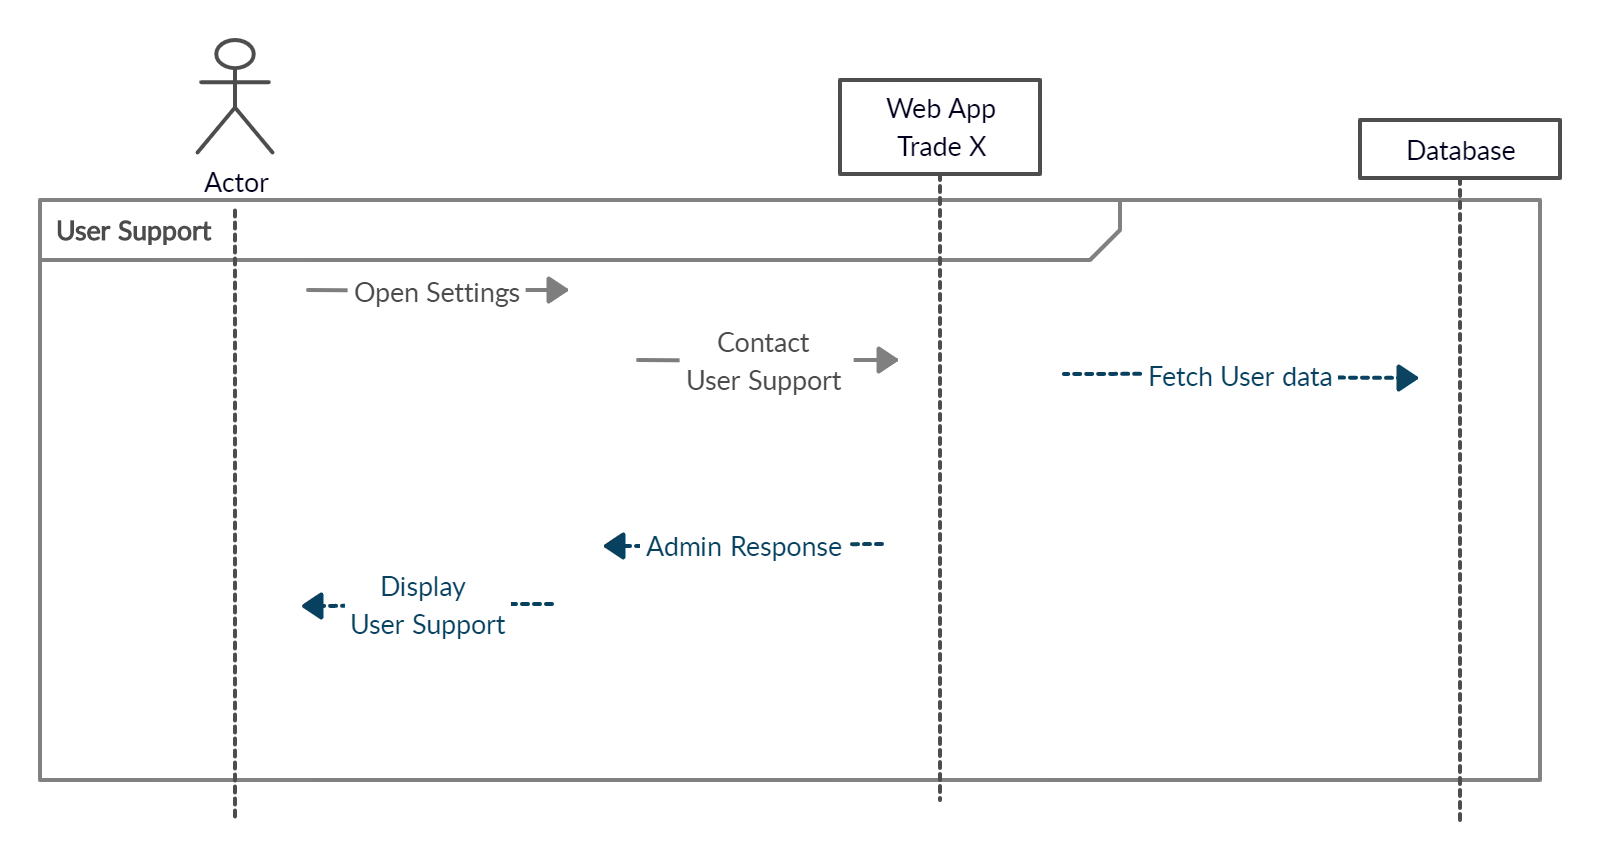 Actor
Web App
Trade X
Database
User Support
Open Settings
Contact
User Support
Fetch User data
Admin Response
Display
User Support